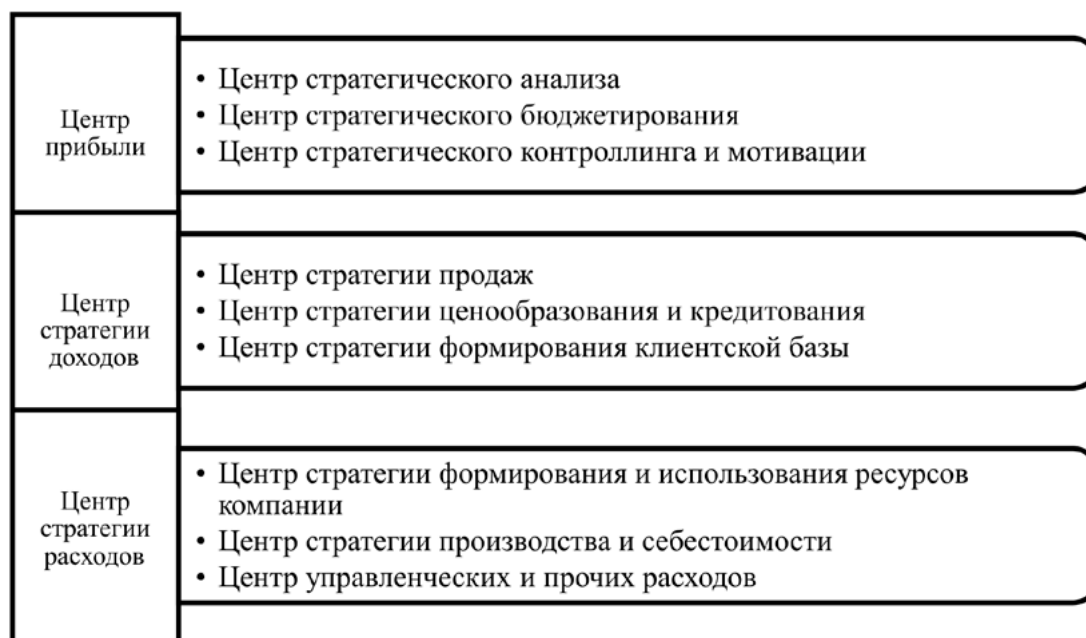 Центр
прибыли
• Центр стратегического анализа
• Центр стратегического бюджетирования
• Центр стратегического контроллинга и мотивации
Центр
стратегии
доходов
• Центр стратегии продаж
• Центр стратегии ценообразования и кредитования
• Центр стратегии формирования клиентской базы
Центр
стратегии
расходов
• Центр стратегии формирования и использования ресурсов
компании
• Центр стратегии производства и себестоимости
• Центр управленческих и прочих расходов